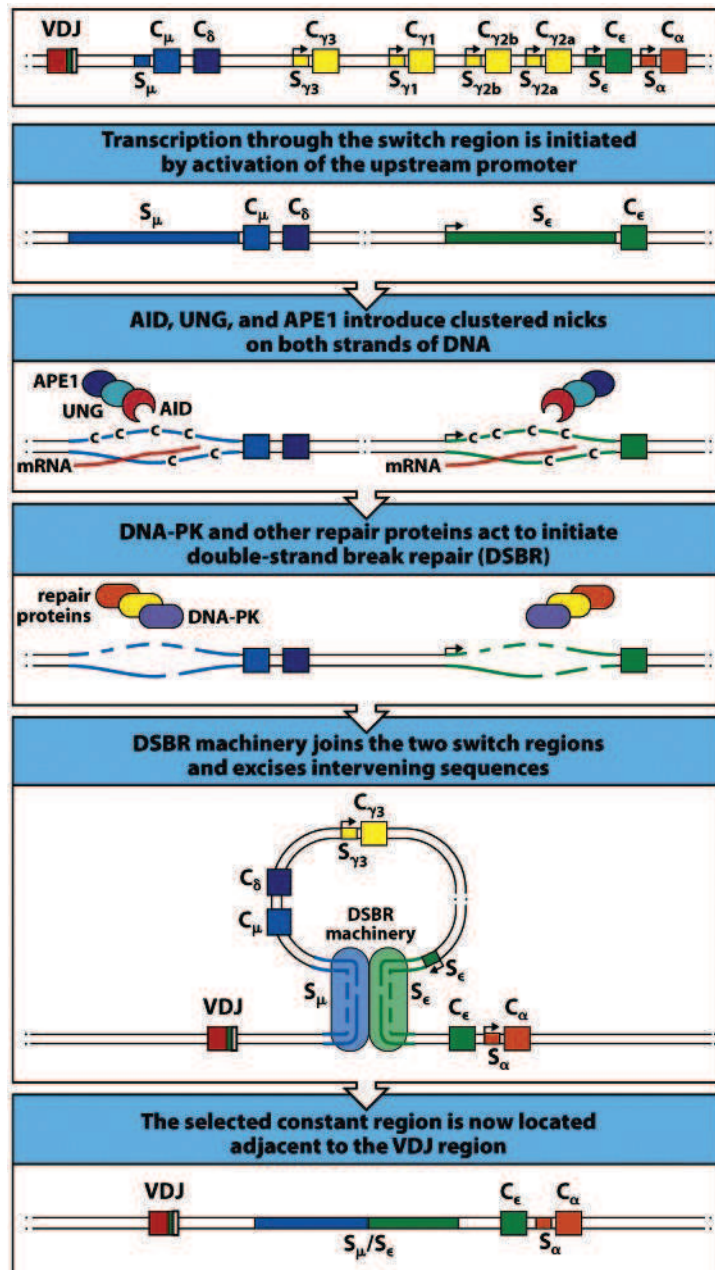 VDJ Cμ Cδ Cγ3 Cγ1 Cγ2b Cγ2a Cϵ Cα
Sμ Sγ3 Sγ1 Sγ2b Sγ2a Sϵ Sα
Transcription through the switch region is initiated
by activation of the upstream promoter
Sμ Cμ Cδ Sϵ Cϵ
AID, UNG, and APE1 introduce clustered nicks
on both strands of DNA
APE1
UNG AID
C C C C C C C C C C C C
mRNA mRNA
DNA-PK and other repair proteins act to initiate
double-strand break repair (DSBR)
repair
proteins DNA-PK
DSBR machinery joins the two switch regions
and excises intervening sequences
Cγ3
Sγ3
Cδ
Cμ
DSBR
machinery
Sϵ
Sμ Sϵ
VDJ Cϵ Cα
Sα
The selected constant region is now located
adjacent to the VDJ region
VDJ Cϵ Cα
Sμ/Sϵ Sα